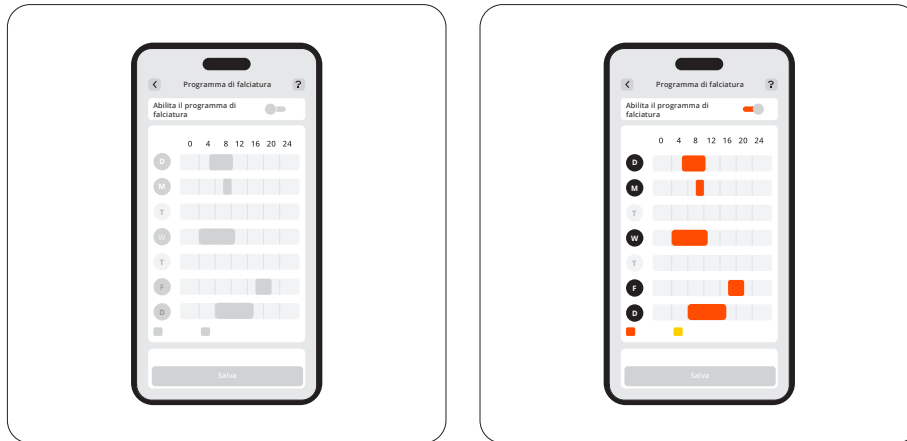 Programma di falciatura ?
Abilita il programma di
falciatura
0 4 8 12 16 20 24
D
M
T
W
T
F
D
Salva
Programma di falciatura ?
Abilita il programma di
falciatura
0 4 8 12 16 20 24
D
M
T
W
T
F
D
Salva